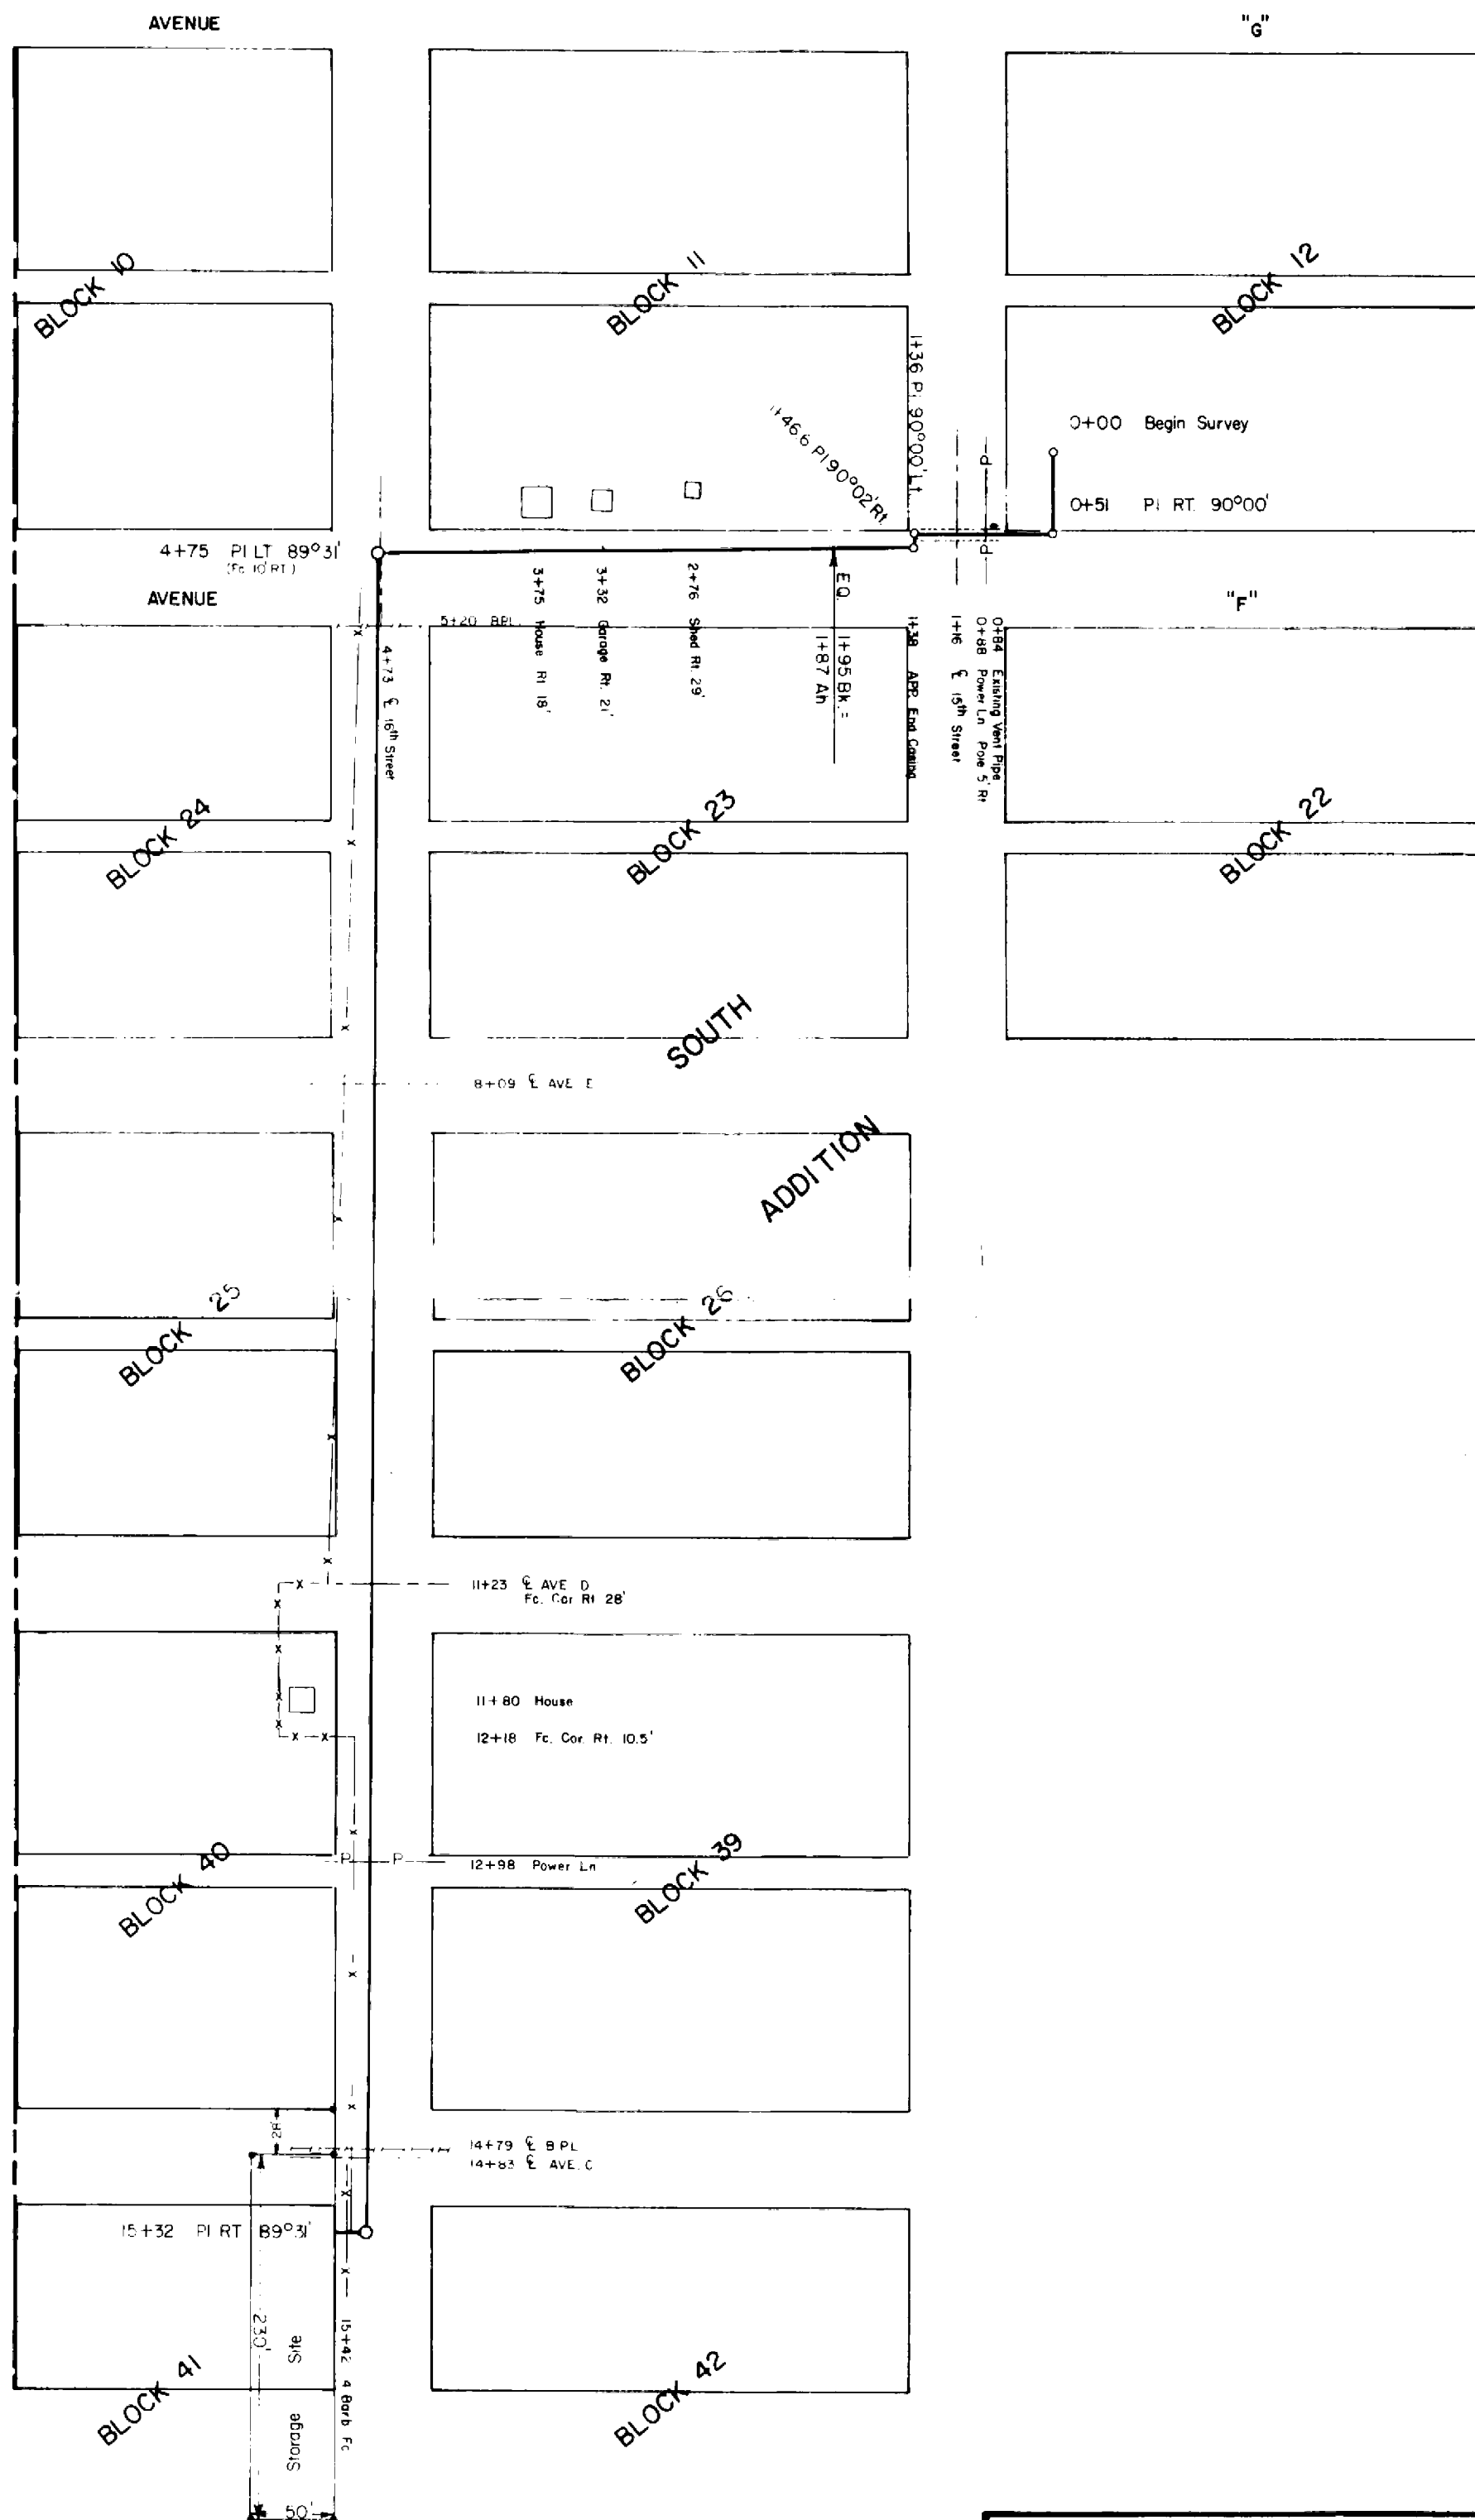 AVENUE
"G"
BLOCK 10
BLOCK 11
BLOCK 12
1+36 PI 90°00' Lt.
1+46.6 PI 90°02' Rt.
0+00 Begin Survey
0+51 PI RT. 90°00'
P
P
4+75 PI LT 89°31'
(Fc 10' RT.)
AVENUE
"F"
5+20 BPL
4+73 ℄ 16th Street
3+75 House Rt 18'
3+32 Garage Rt. 21'
2+76 Shed Rt. 29'
EQ.
1+95 Bk. =
1+87 Ah
1+38 APP. End Casing
1+16 ℄ 15th Street
0+88 Power Ln Pole 5' Rt
0+84 Existing Vent Pipe
BLOCK 24
BLOCK 23
BLOCK 22
SOUTH
8+09 ℄ AVE E
ADDITION
BLOCK 25
BLOCK 26
11+23 ℄ AVE D
Fc. Cor Rt 28'
11+80 House
12+18 Fc. Cor. Rt. 10.5'
P
P
12+98 Power Ln
BLOCK 40
BLOCK 39
28'
14+79 ℄ BPL
14+83 ℄ AVE. C
15+32 PI RT 89°31'
230'
Storage Site
15+42 4 Barb Fc
BLOCK 41
BLOCK 42
50'